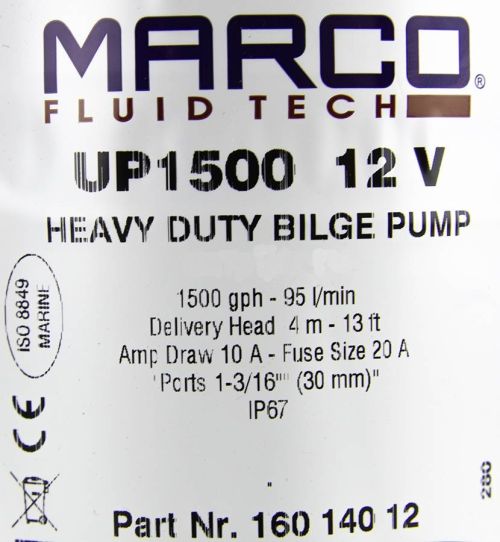 MARCO®
FLUID TECH
UP1500 12 V
HEAVY DUTY BILGE PUMP
ISO 8849
MARINE
1500 gph - 95 l/min
Delivery Head 4 m - 13 ft
Amp Draw 10 A - Fuse Size 20 A
"Ports 1-3/16"" (30 mm)"
IP67
CE
280
Part Nr. 160 140 12